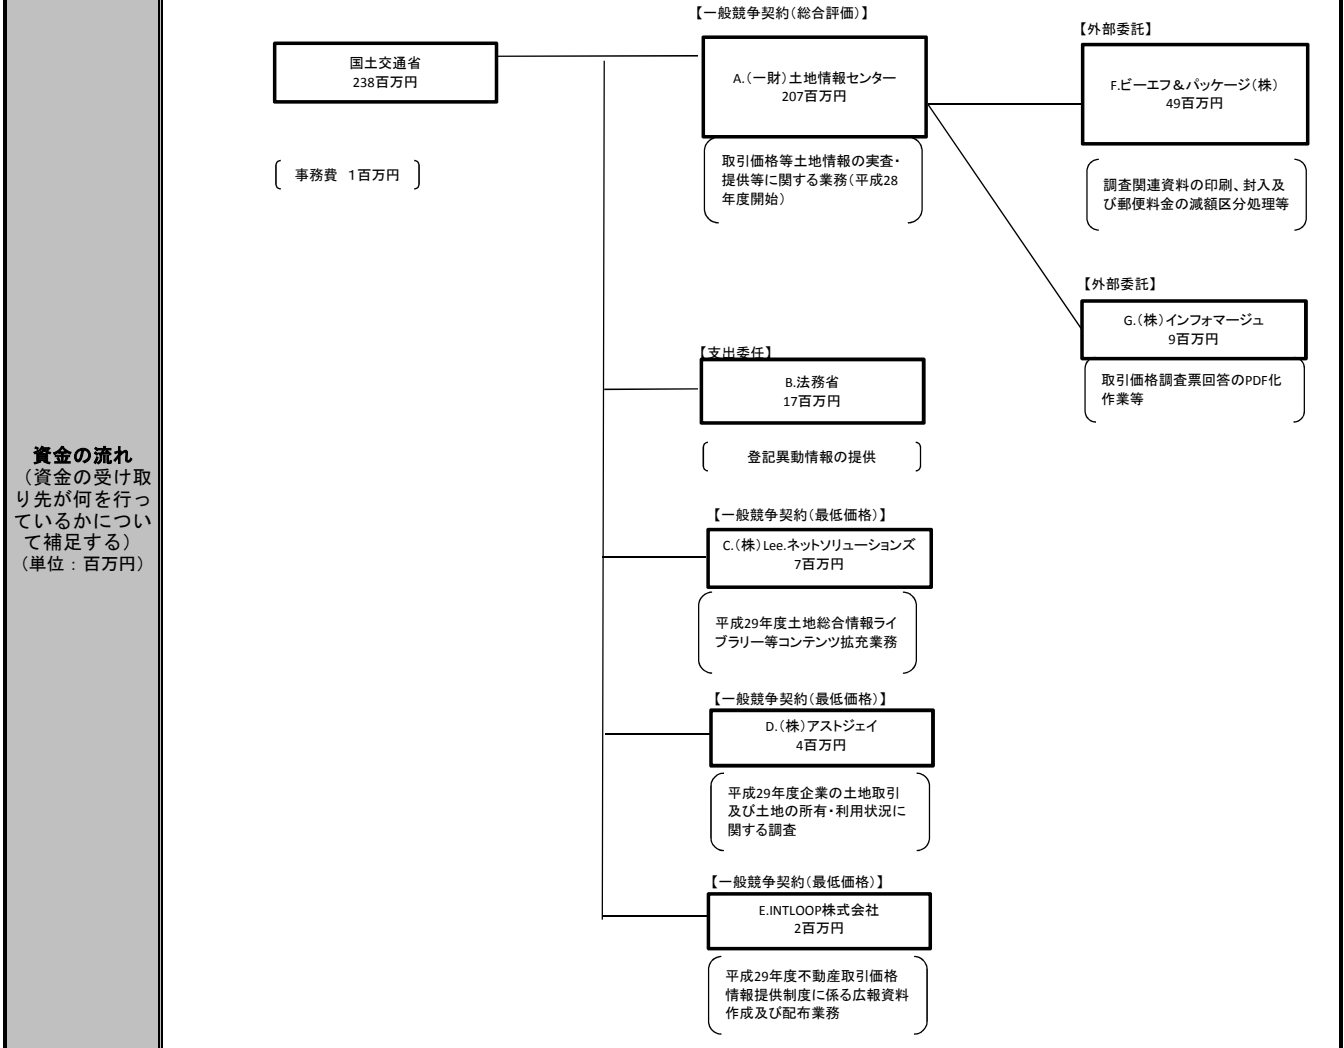 資金の流れ
（資金の受け取
り先が何を行っ
ているかについ
て補足する）
（単位：百万円）
国土交通省
238百万円
事務費 1百万円
【一般競争契約（総合評価）】
A.（一財）土地情報センター
207百万円
取引価格等土地情報の実査・
提供等に関する業務（平成28
年度開始）
【外部委託】
F.ビーエフ＆パッケージ（株）
49百万円
調査関連資料の印刷、封入及
び郵便料金の減額区分処理等
【外部委託】
G.（株）インフォマージュ
9百万円
取引価格調査票回答のPDF化
作業等
【支出委任】
B.法務省
17百万円
登記異動情報の提供
【一般競争契約（最低価格）】
C.（株）Lee.ネットソリューションズ
7百万円
平成29年度土地総合情報ライ
ブラリー等コンテンツ拡充業務
【一般競争契約（最低価格）】
D.（株）アストジェイ
4百万円
平成29年度企業の土地取引
及び土地の所有・利用状況に
関する調査
【一般競争契約（最低価格）】
E.INTLOOP株式会社
2百万円
平成29年度不動産取引価格
情報提供制度に係る広報資料
作成及び配布業務